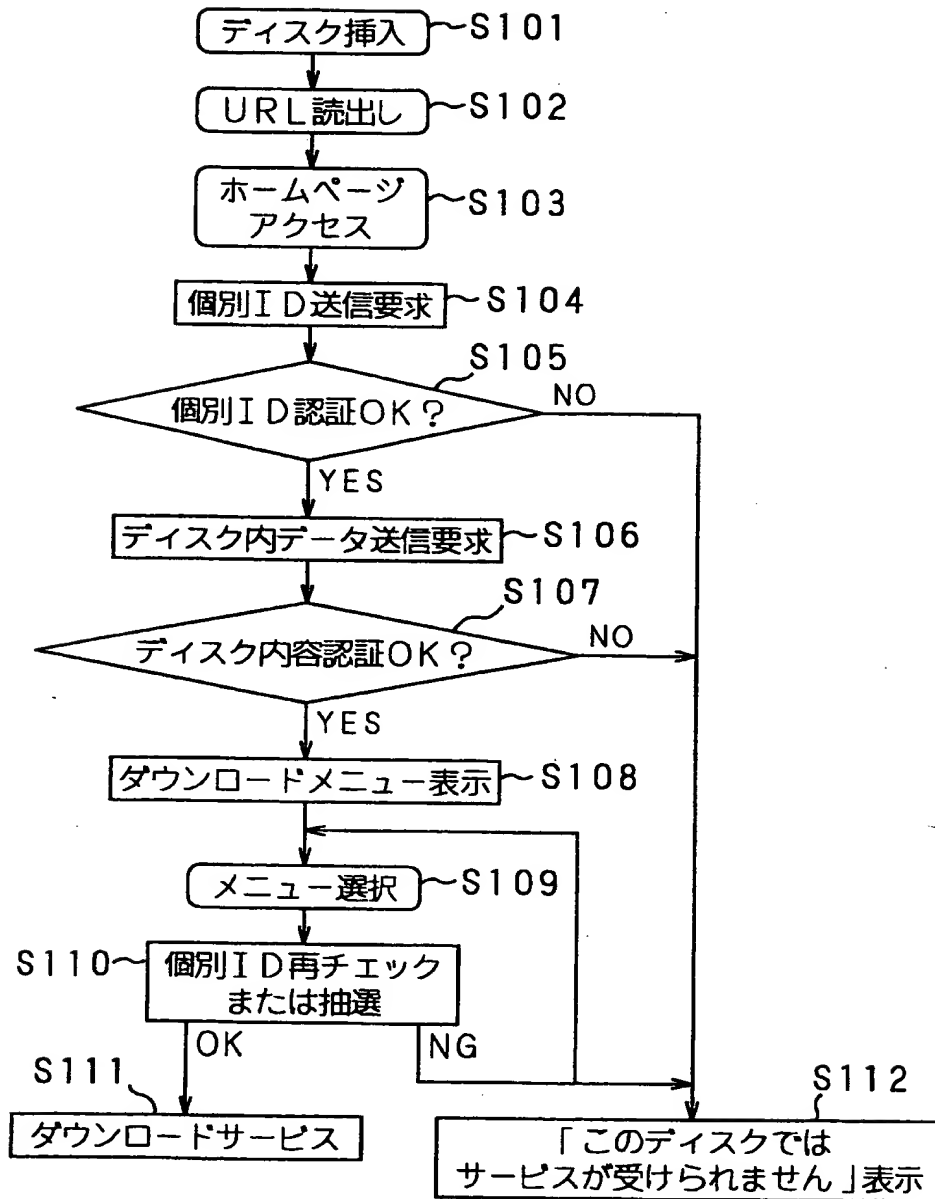 ディスク挿入
S101
URL読出し
S102
ホームページ
アクセス
S103
個別ID送信要求
S104
S105
個別ID認証OK?
NO
YES
ディスク内データ送信要求
S106
S107
ディスク内容認証OK?
NO
YES
ダウンロードメニュー表示
S108
メニュー選択
S109
S110
個別ID再チェック
または抽選
OK
NG
S111
ダウンロードサービス
S112
「このディスクでは
サービスが受けられません」表示